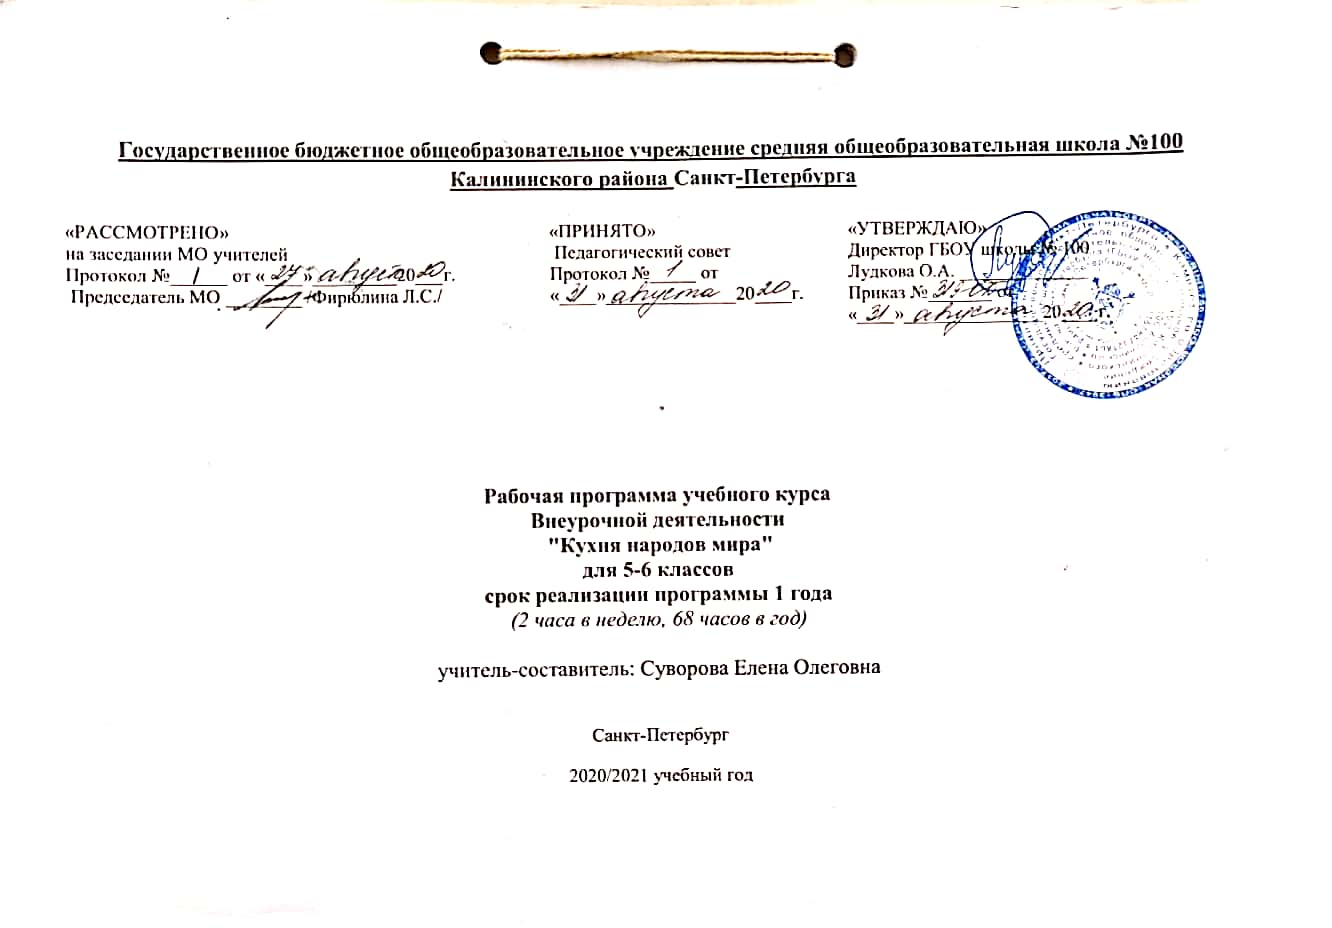 Государственное бюджетное общеобразовательное учреждение средняя общеобразовательная школа №100
Калининского района Санкт-Петербурга
«РАССМОТРЕНО»
на заседании МО учителей
Протокол № 1 от « 27 » августа 2020 г.
Председатель МО /Фирюлина Л.С./
«ПРИНЯТО»
Педагогический совет
Протокол № 1 от
« 31 » августа 2020 г.
«УТВЕРЖДАЮ»
Директор ГБОУ школы № 100
Лудкова О.А.
Приказ № от
« 31 » августа 2020 г.
Рабочая программа учебного курса
Внеурочной деятельности
"Кухня народов мира"
для 5-6 классов
срок реализации программы 1 года
(2 часа в неделю, 68 часов в год)
учитель-составитель: Суворова Елена Олеговна
Санкт-Петербург
2020/2021 учебный год